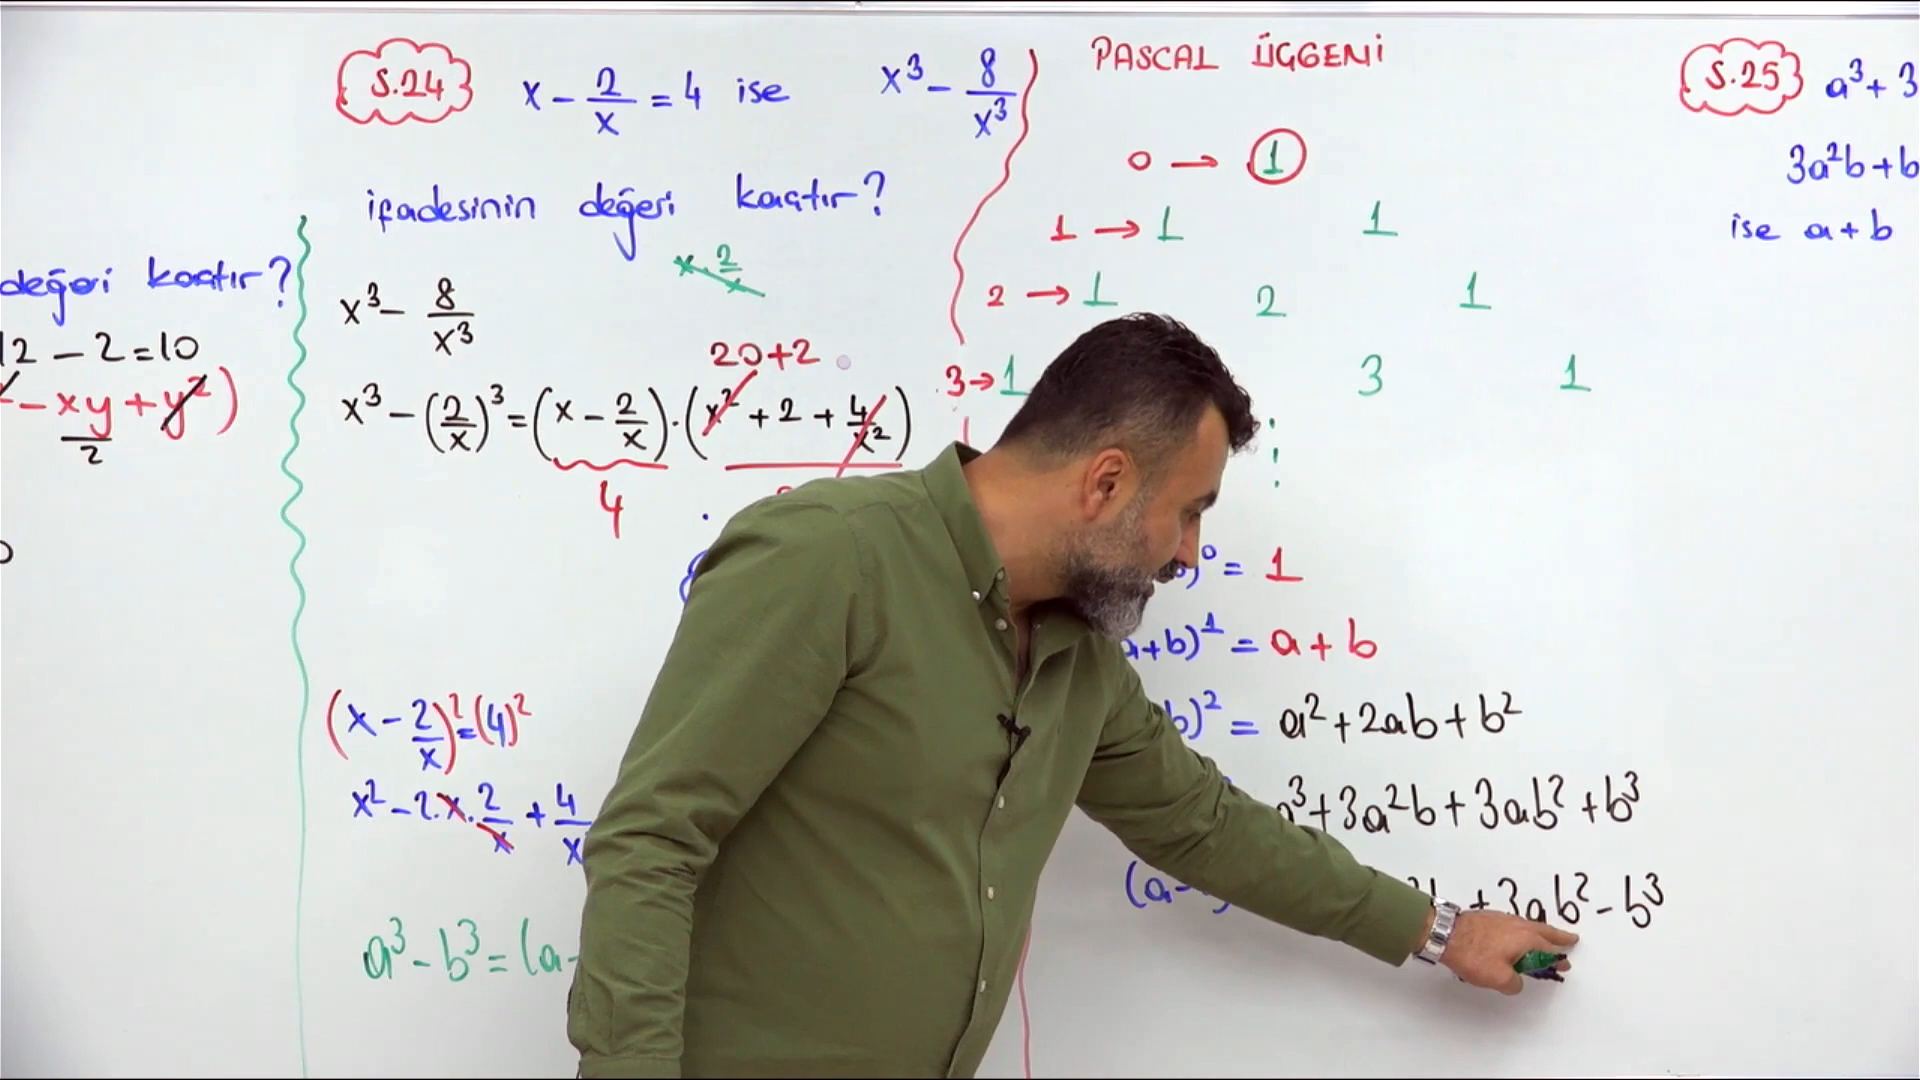 değeri kaçtır?
12 - 2 = 10
- xy + y²)
2
S.24 x - 2/x = 4 ise x³ - 8/x³
ifadesinin değeri kaçtır?
x · 2/x
x³ - 8/x³
20+2
x³ - (2/x)³ = (x - 2/x) · (x² + 2 + 4/x²)
4
(x - 2/x)² = (4)²
x² - 2.x. 2/x + 4/x
a³ - b³ = (a-
PASCAL ÜÇGENİ
0 → 1
1 → 1 1
2 → 1 2 1
3 → 1 3 1
)⁰ = 1
a+b)¹ = a + b
b)² = a² + 2ab + b²
a³ + 3a²b + 3ab² + b³
(a- + 3ab² - b³
S.25 a³ + 3
3a²b + b
ise a + b